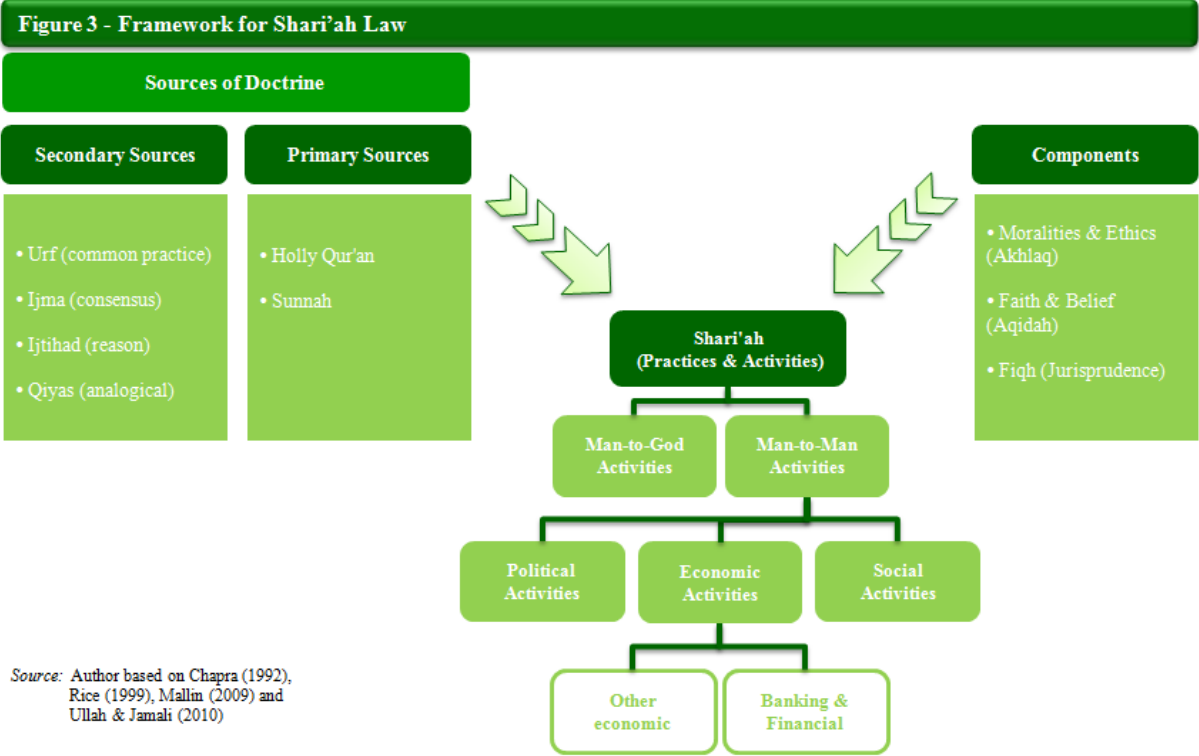 Figure 3 - Framework for Shari’ah Law
Sources of Doctrine
Secondary Sources
• Urf (common practice)
• Ijma (consensus)
• Ijtihad (reason)
• Qiyas (analogical)
Primary Sources
• Holly Qur'an
• Sunnah
Components
• Moralities & Ethics
(Akhlaq)
• Faith & Belief
(Aqidah)
• Fiqh (Jurisprudence)
Shari'ah
(Practices & Activities)
Man-to-God
Activities
Man-to-Man
Activities
Political
Activities
Economic
Activities
Social
Activities
Other
economic
Banking &
Financial
Source: Author based on Chapra (1992),
Rice (1999), Mallin (2009) and
Ullah & Jamali (2010)